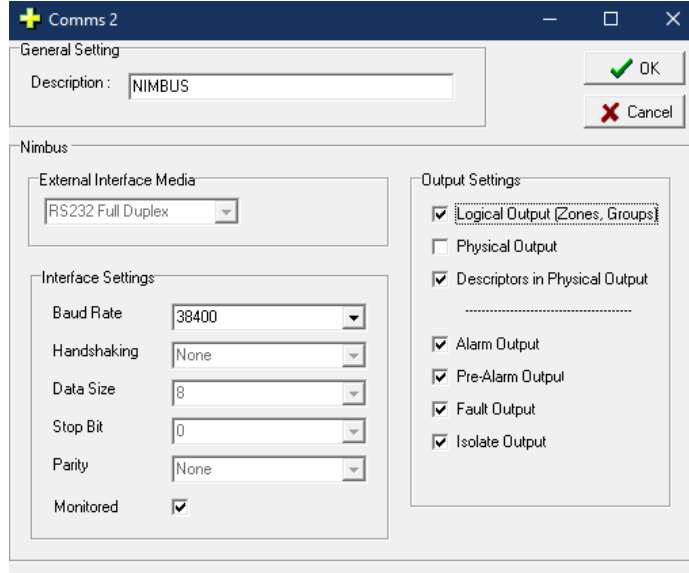 Comms 2
General Setting
OK
Description :
NIMBUS
Cancel
Nimbus
External Interface Media
RS232 Full Duplex
Interface Settings
Baud Rate
38400
Handshaking
None
Data Size
8
Stop Bit
0
Parity
None
Monitored
Output Settings
Logical Output (Zones, Groups)
Physical Output
Descriptors in Physical Output
----------------------------------------
Alarm Output
Pre-Alarm Output
Fault Output
Isolate Output